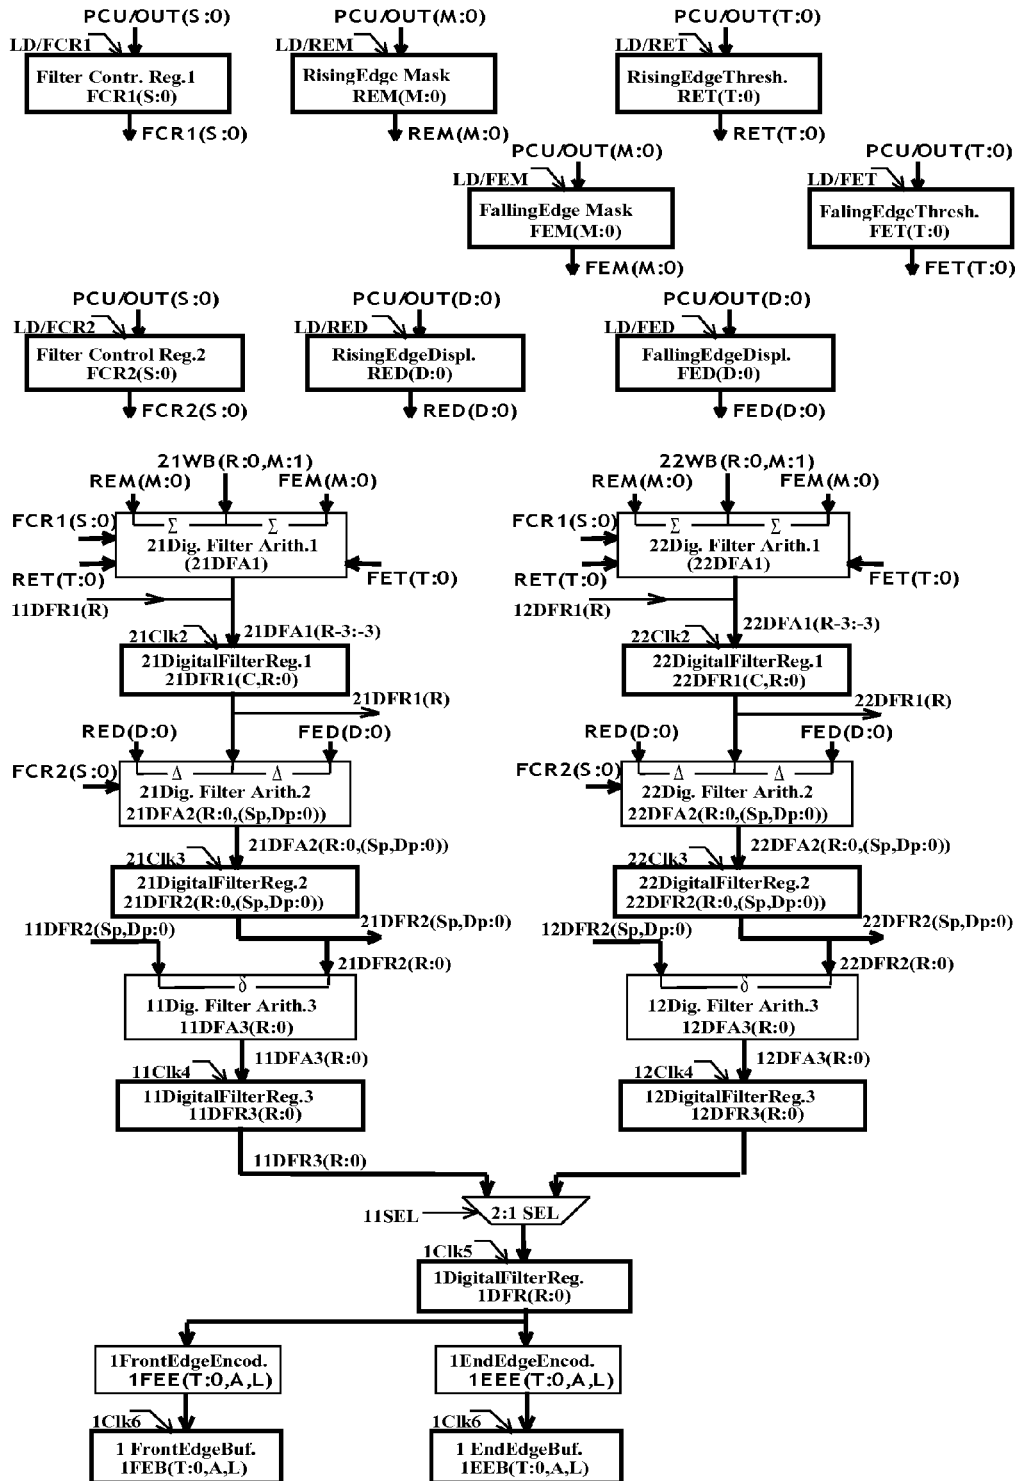 PCU/OUT(S:0) PCU/OUT(M:0) PCU/OUT(T:0)
LD/FCR1 LD/REM LD/RET
Filter Contr. Reg.1 RisingEdge Mask RisingEdgeThresh.
FCR1(S:0) REM(M:0) RET(T:0)
FCR1(S:0) REM(M:0) RET(T:0)
PCU/OUT(M:0) PCU/OUT(T:0)
LD/FEM LD/FET
FallingEdge Mask FalingEdgeThresh.
FEM(M:0) FET(T:0)
FEM(M:0) FET(T:0)
PCU/OUT(S:0) PCU/OUT(D:0) PCU/OUT(D:0)
LD/FCR2 LD/RED LD/FED
Filter Control Reg.2 RisingEdgeDispl. FallingEdgeDispl.
FCR2(S:0) RED(D:0) FED(D:0)
FCR2(S:0) RED(D:0) FED(D:0)
21WB(R:0,M:1) 22WB(R:0,M:1)
REM(M:0) FEM(M:0) REM(M:0) FEM(M:0)
FCR1(S:0) Σ Σ FCR1(S:0) Σ Σ
21Dig. Filter Arith.1 22Dig. Filter Arith.1
(21DFA1) (22DFA1)
RET(T:0) FET(T:0) RET(T:0) FET(T:0)
11DFR1(R) 12DFR1(R)
21Clk2 21DFA1(R-3:-3) 22Clk2 22DFA1(R-3:-3)
21DigitalFilterReg.1 22DigitalFilterReg.1
21DFR1(C,R:0) 22DFR1(C,R:0)
21DFR1(R) 22DFR1(R)
RED(D:0) FED(D:0) RED(D:0) FED(D:0)
FCR2(S:0) Δ Δ FCR2(S:0) Δ Δ
21Dig. Filter Arith.2 22Dig. Filter Arith.2
21DFA2(R:0,(Sp,Dp:0)) 22DFA2(R:0,(Sp,Dp:0))
21Clk3 21DFA2(R:0,(Sp,Dp:0)) 22Clk3 22DFA2(R:0,(Sp,Dp:0))
21DigitalFilterReg.2 22DigitalFilterReg.2
21DFR2(R:0,(Sp,Dp:0)) 22DFR2(R:0,(Sp,Dp:0))
11DFR2(Sp,Dp:0) 21DFR2(Sp,Dp:0) 12DFR2(Sp,Dp:0) 22DFR2(Sp,Dp:0)
21DFR2(R:0) 22DFR2(R:0)
δ δ
11Dig. Filter Arith.3 12Dig. Filter Arith.3
11DFA3(R:0) 12DFA3(R:0)
11Clk4 11DFA3(R:0) 12Clk4 12DFA3(R:0)
11DigitalFilterReg.3 12DigitalFilterReg.3
11DFR3(R:0) 12DFR3(R:0)
11DFR3(R:0)
11SEL 2:1 SEL
1Clk5
1DigitalFilterReg.
1DFR(R:0)
1FrontEdgeEncod. 1EndEdgeEncod.
1FEE(T:0,A,L) 1EEE(T:0,A,L)
1Clk6 1Clk6
1 FrontEdgeBuf. 1 EndEdgeBuf.
1FEB(T:0,A,L) 1EEB(T:0,A,L)